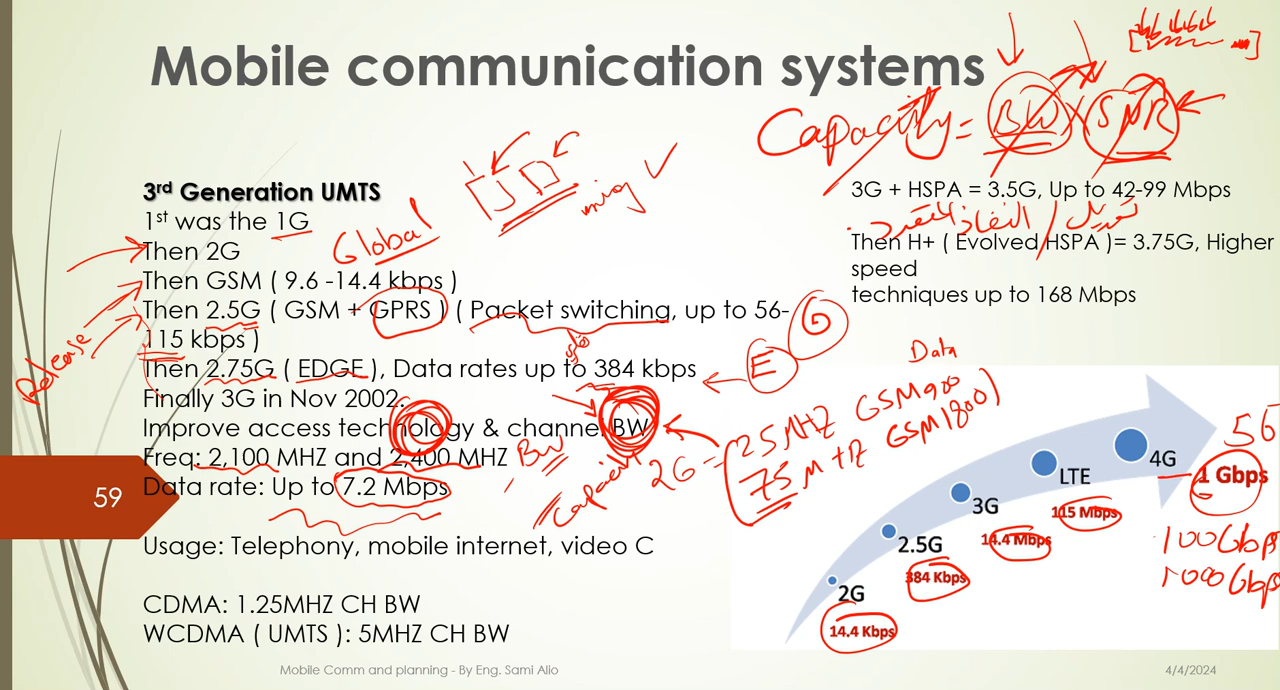 Mobile communication systems
Capacity = BW × SNR
3rd Generation UMTS
1st was the 1G
Then 2G
Then GSM ( 9.6 -14.4 kbps )
Then 2.5G ( GSM + GPRS ) ( Packet switching, up to 56-
115 kbps )
Then 2.75G ( EDGE ), Data rates up to 384 kbps
Finally 3G in Nov 2002.
Improve access technology & channel BW
Freq: 2,100 MHZ and 2,400 MHZ
Data rate: Up to 7.2 Mbps
Usage: Telephony, mobile internet, video C
CDMA: 1.25MHZ CH BW
WCDMA ( UMTS ): 5MHZ CH BW
Global
Release
G
E
Data
BW
Capacity
2G = 25 MHZ GSM900
75 MHZ GSM1800
3G + HSPA = 3.5G, Up to 42-99 Mbps
تعديل / النفاذ المتعدد
Then H+ ( Evolved HSPA )= 3.75G, Higher
speed
techniques up to 168 Mbps
4G
1 Gbps
LTE
115 Mbps
3G
14.4 Mbps
2.5G
384 Kbps
2G
14.4 Kbps
5G
100Gbps
1000Gbps
59
Mobile Comm and planning - By Eng. Sami Alio
4/4/2024